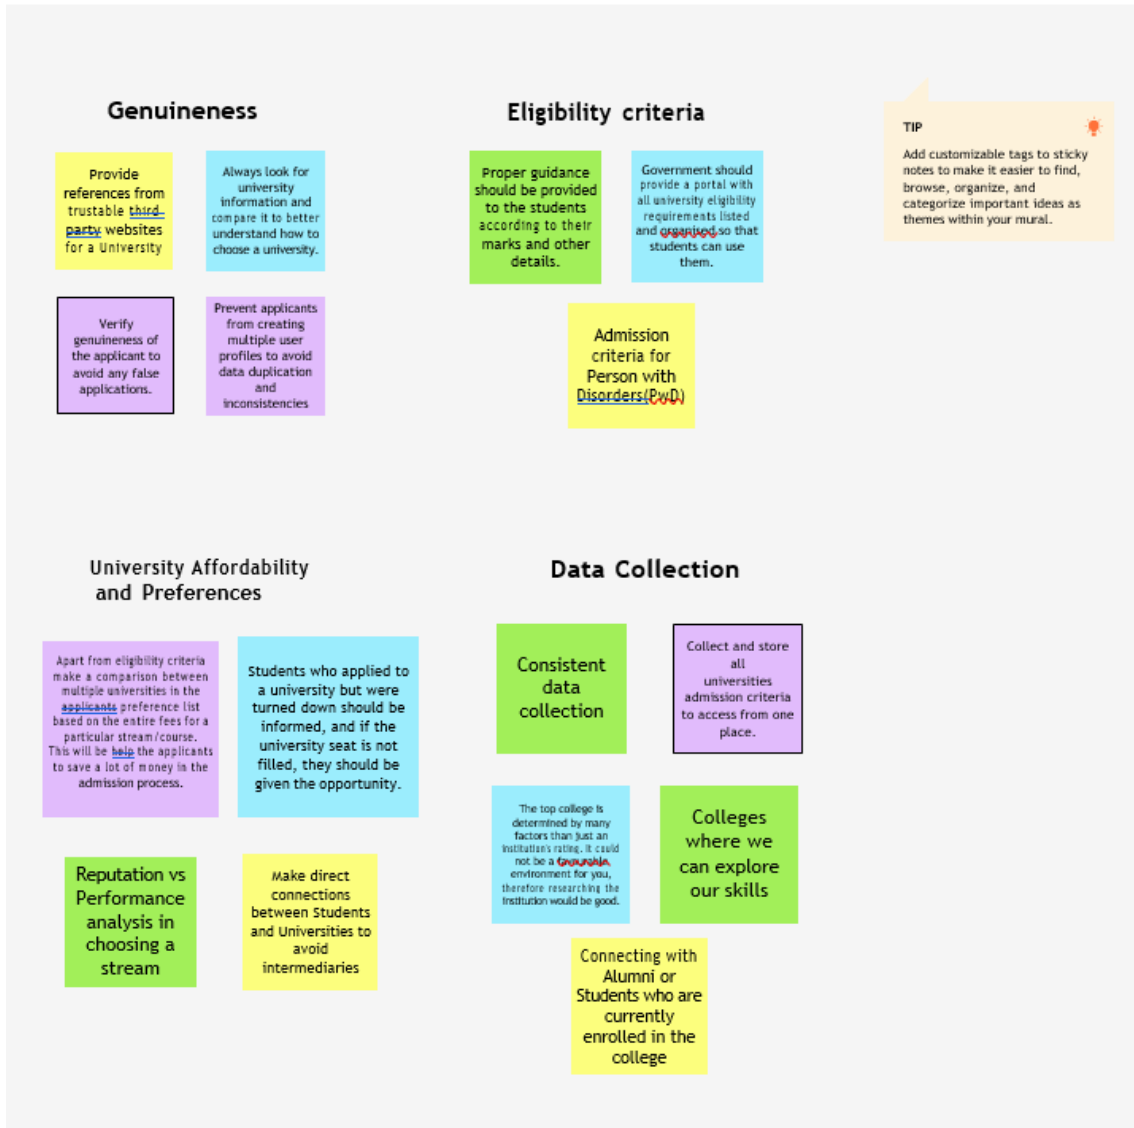 Genuineness
Provide
references from
trustable third
party websites
for a University
Always look for
university
information and
compare it to better
understand how to
choose a university.
Verify
genuineness of
the applicant to
avoid any false
applications.
Prevent applicants
from creating
multiple user
profiles to avoid
data duplication
and
inconsistencies
Eligibility criteria
Proper guidance
should be provided
to the students
according to their
marks and other
details.
Government should
provide a portal with
all university eligibility
requirements listed
and organised so that
students can use
them.
Admission
criteria for
Person with
Disorders(PwD)
TIP
Add customizable tags to sticky
notes to make it easier to find,
browse, organize, and
categorize important ideas as
themes within your mural.
University Affordability
and Preferences
Apart from eligibility criteria
make a comparison between
multiple universities in the
applicants preference list
based on the entire fees for a
particular stream/course.
This will be help the applicants
to save a lot of money in the
admission process.
Students who applied to
a university but were
turned down should be
informed, and if the
university seat is not
filled, they should be
given the opportunity.
Reputation vs
Performance
analysis in
choosing a
stream
Make direct
connections
between Students
and Universities to
avoid
intermediaries
Data Collection
Consistent
data
collection
Collect and store
all
universities
admission criteria
to access from one
place.
The top college is
determined by many
factors than just an
institution's rating. It could
not be a favourable
environment for you,
therefore researching the
institution would be good.
Colleges
where we
can explore
our skills
Connecting with
Alumni or
Students who are
currently
enrolled in the
college